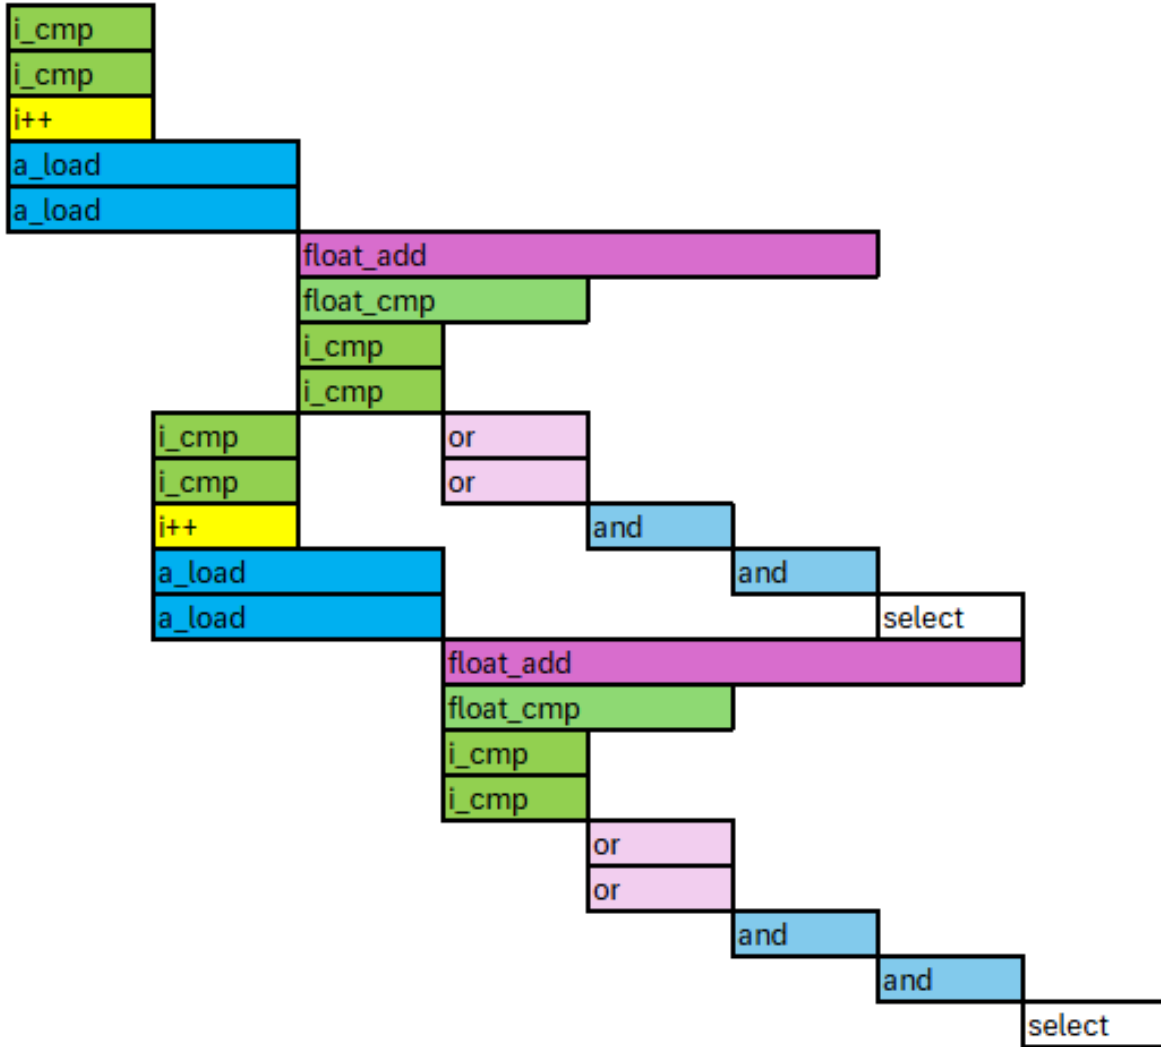 i_cmp
i_cmp
i++
a_load
a_load
float_add
float_cmp
i_cmp
i_cmp
i_cmp or
i_cmp or
i++ and
a_load and
a_load select
float_add
float_cmp
i_cmp
i_cmp
or
or
and
and
select